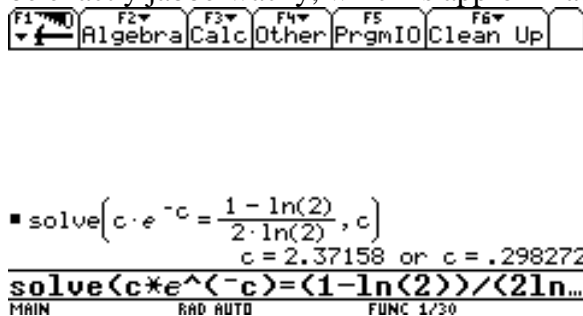 F1 F2 F3 F4 F5 F6
Algebra Calc Other PrgmIO Clean Up
▪ solve(c·e^-c = (1 - ln(2))/(2·ln(2)), c)
c = 2.37158 or c = .298272
solve(c*e^(-c)=(1-ln(2))/(2ln…
MAIN RAD AUTO FUNC 1/30